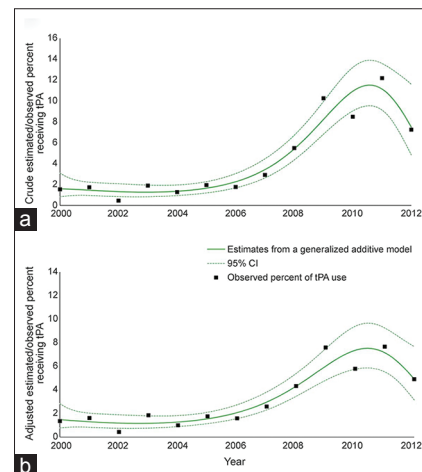 Crude estimated/observed percent
receiving tPA
16
14
12
10
8
6
4
2
0
2000 2002 2004 2006 2008 2010 2012
a
Estimates from a generalized additive model
95% CI
Observed percent of tPA use
Adjusted estimated/observed percent
receiving tPA
14
12
10
8
6
4
2
0
2000 2002 2004 2006 2008 2010 2012
Year
b